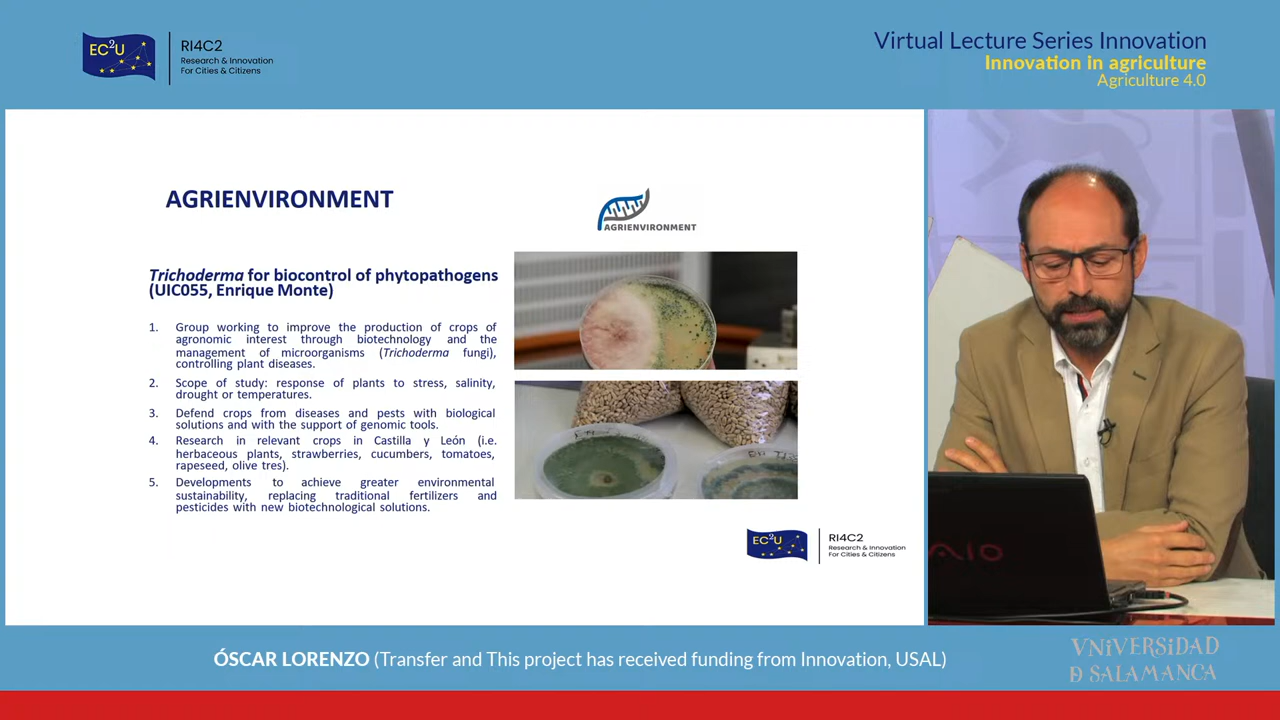 EC2U
RI4C2
Research & Innovation
For Cities & Citizens
Virtual Lecture Series Innovation
Innovation in agriculture
Agriculture 4.0
AGRIENVIRONMENT
AGRIENVIRONMENT
Trichoderma for biocontrol of phytopathogens
(UIC055, Enrique Monte)
1. Group working to improve the production of crops of
agronomic interest through biotechnology and the
management of microorganisms (Trichoderma fungi),
controlling plant diseases.
2. Scope of study: response of plants to stress, salinity,
drought or temperatures.
3. Defend crops from diseases and pests with biological
solutions and with the support of genomic tools.
4. Research in relevant crops in Castilla y León (i.e.
herbaceous plants, strawberries, cucumbers, tomatoes,
rapeseed, olive tres).
5. Developments to achieve greater environmental
sustainability, replacing traditional fertilizers and
pesticides with new biotechnological solutions.
EC2U
RI4C2
Research & Innovation
For Cities & Citizens
ÓSCAR LORENZO (Transfer and This project has received funding from Innovation, USAL)
VNiVERSiDAD
D SALAMANCA